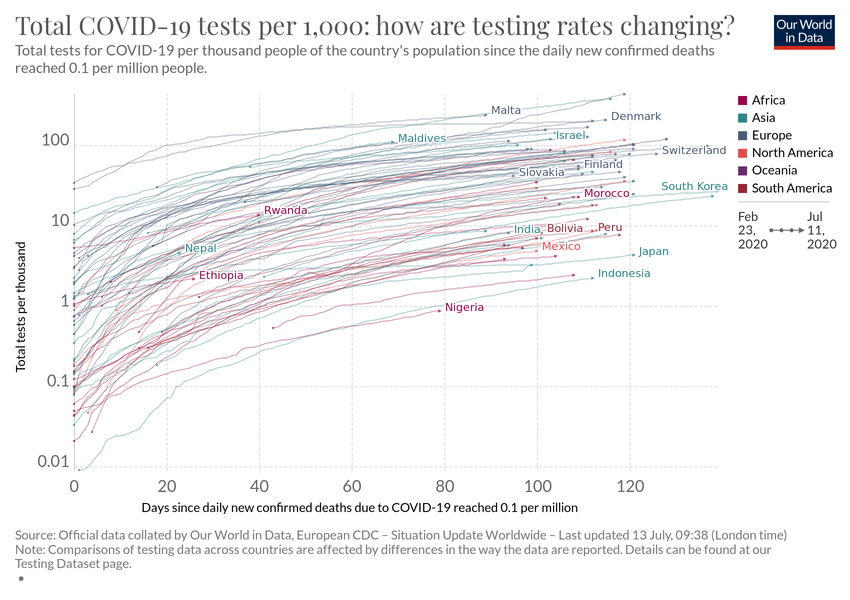 Total COVID-19 tests per 1,000: how are testing rates changing?
Our World
in Data
Total tests for COVID-19 per thousand people of the country's population since the daily new confirmed deaths
reached 0.1 per million people.
Total tests per thousand
100
10
1
0.1
0.01
0
20
40
60
80
100
120
Days since daily new confirmed deaths due to COVID-19 reached 0.1 per million
Malta
Denmark
Maldives
Israel
Switzerland
Finland
Slovakia
South Korea
Morocco
Rwanda
India
Bolivia
Peru
Nepal
Mexico
Japan
Ethiopia
Indonesia
Nigeria
Africa
Asia
Europe
North America
Oceania
South America
Feb
23,
2020
Jul
11,
2020
Source: Official data collated by Our World in Data, European CDC – Situation Update Worldwide – Last updated 13 July, 09:38 (London time)
Note: Comparisons of testing data across countries are affected by differences in the way the data are reported. Details can be found at our
Testing Dataset page.